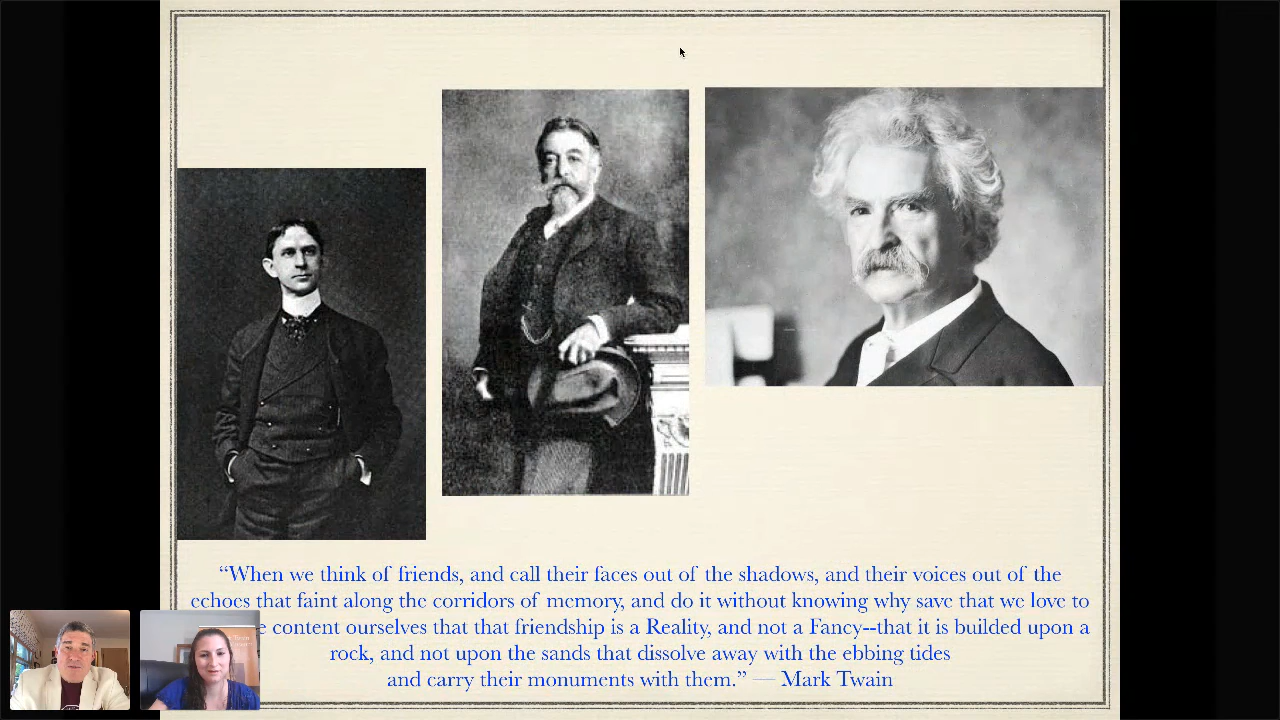 “When we think of friends, and call their faces out of the shadows, and their voices out of the
echoes that faint along the corridors of memory, and do it without knowing why save that we love to
content ourselves that that friendship is a Reality, and not a Fancy--that it is builded upon a
rock, and not upon the sands that dissolve away with the ebbing tides
and carry their monuments with them.” — Mark Twain